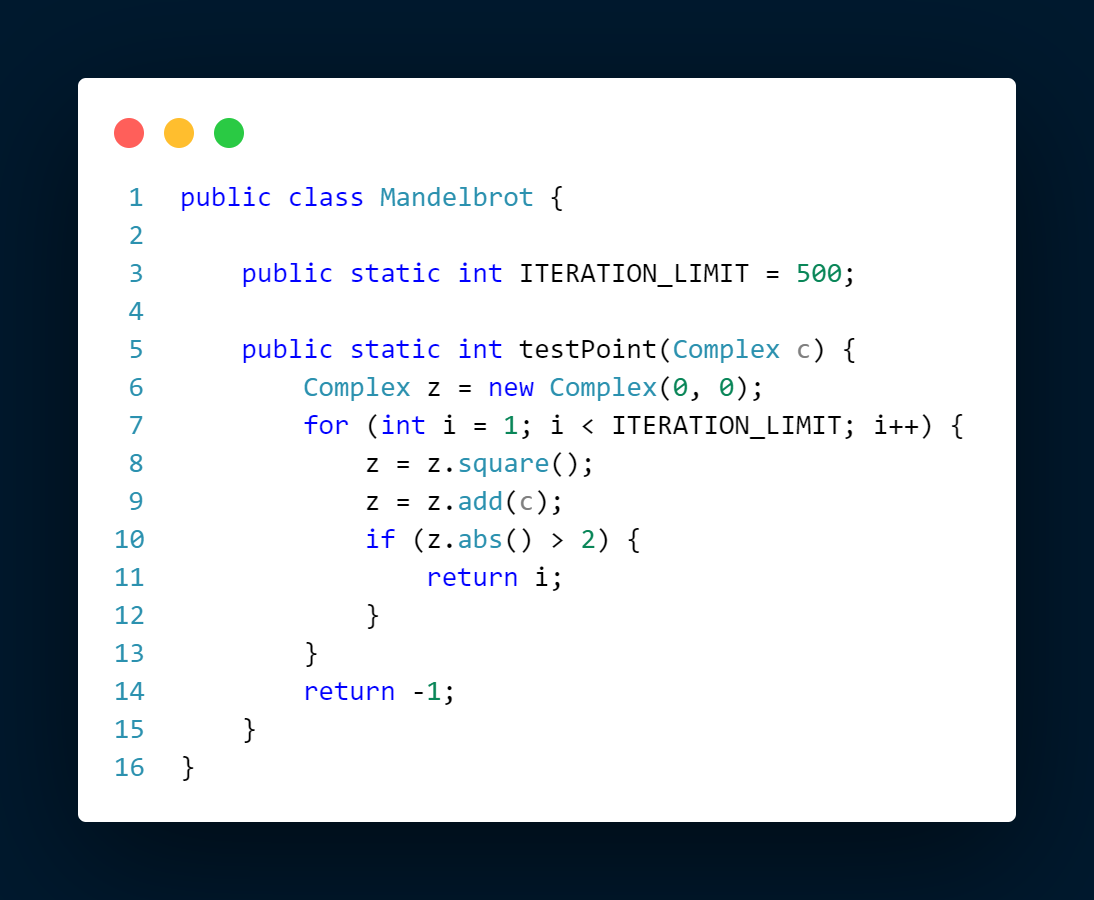 1 public class Mandelbrot {
2
3     public static int ITERATION_LIMIT = 500;
4
5     public static int testPoint(Complex c) {
6         Complex z = new Complex(0, 0);
7         for (int i = 1; i < ITERATION_LIMIT; i++) {
8             z = z.square();
9             z = z.add(c);
10             if (z.abs() > 2) {
11                 return i;
12             }
13         }
14         return -1;
15     }
16 }